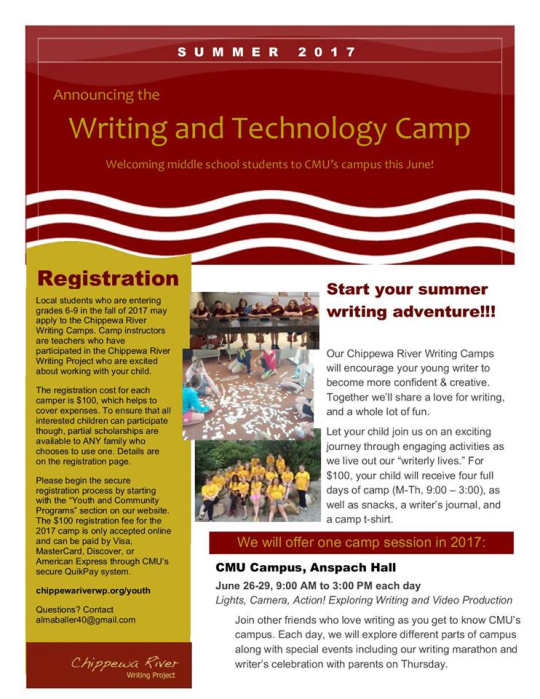 SUMMER 2017
Announcing the
Writing and Technology Camp
Welcoming middle school students to CMU's campus this June!
Registration
Local students who are entering
grades 6-9 in the fall of 2017 may
apply to the Chippewa River
Writing Camps. Camp instructors
are teachers who have
participated in the Chippewa River
Writing Project who are excited
about working with your child.
The registration cost for each
camper is $100, which helps to
cover expenses. To ensure that all
interested children can participate
though, partial scholarships are
available to ANY family who
chooses to use one. Details are
on the registration page.
Please begin the secure
registration process by starting
with the "Youth and Community
Programs" section on our website.
The $100 registration fee for the
2017 camp is only accepted online
and can be paid by Visa,
MasterCard, Discover, or
American Express through CMU's
secure QuikPay system.
chippewariverwp.org/youth
Questions? Contact
almaballer40@gmail.com
Chippewa River
Writing Project
Start your summer
writing adventure!!!
Our Chippewa River Writing Camps
will encourage your young writer to
become more confident & creative.
Together we'll share a love for writing,
and a whole lot of fun.
Let your child join us on an exciting
journey through engaging activities as
we live out our "writerly lives." For
$100, your child will receive four full
days of camp (M-Th, 9:00 – 3:00), as
well as snacks, a writer's journal, and
a camp t-shirt.
We will offer one camp session in 2017:
CMU Campus, Anspach Hall
June 26-29, 9:00 AM to 3:00 PM each day
Lights, Camera, Action! Exploring Writing and Video Production
Join other friends who love writing as you get to know CMU's
campus. Each day, we will explore different parts of campus
along with special events including our writing marathon and
writer's celebration with parents on Thursday.